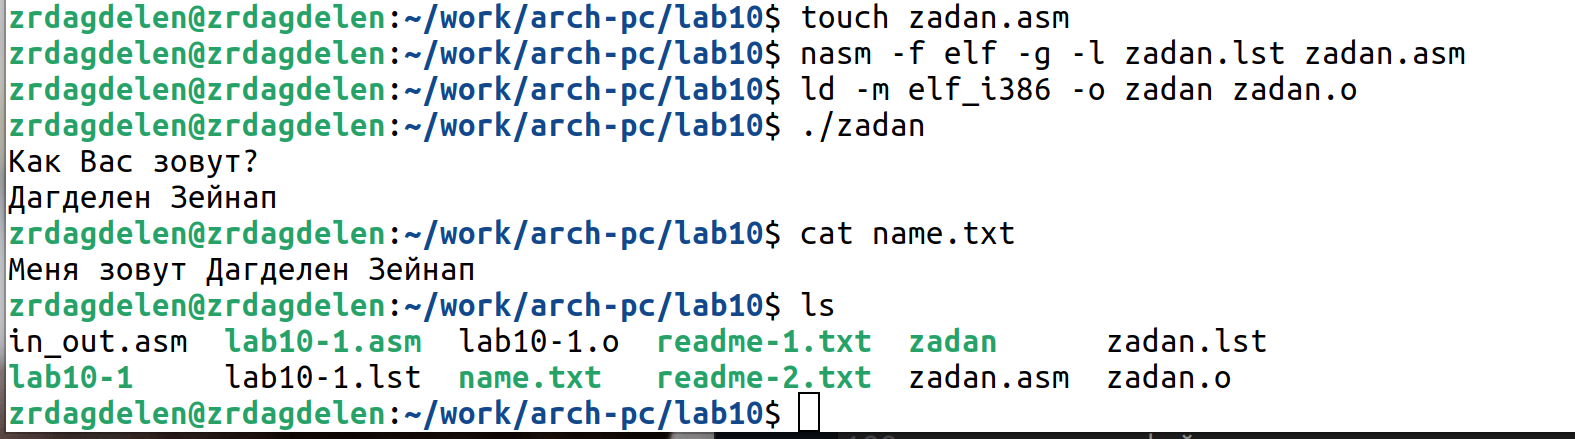 zrdagdelen@zrdagdelen:~/work/arch-pc/lab10$ touch zadan.asm
zrdagdelen@zrdagdelen:~/work/arch-pc/lab10$ nasm -f elf -g -l zadan.lst zadan.asm
zrdagdelen@zrdagdelen:~/work/arch-pc/lab10$ ld -m elf_i386 -o zadan zadan.o
zrdagdelen@zrdagdelen:~/work/arch-pc/lab10$ ./zadan
Как Вас зовут?
Дагделен Зейнап
zrdagdelen@zrdagdelen:~/work/arch-pc/lab10$ cat name.txt
Меня зовут Дагделен Зейнап
zrdagdelen@zrdagdelen:~/work/arch-pc/lab10$ ls
in_out.asm  lab10-1.asm  lab10-1.o  readme-1.txt  zadan      zadan.lst
lab10-1     lab10-1.lst  name.txt   readme-2.txt  zadan.asm  zadan.o
zrdagdelen@zrdagdelen:~/work/arch-pc/lab10$